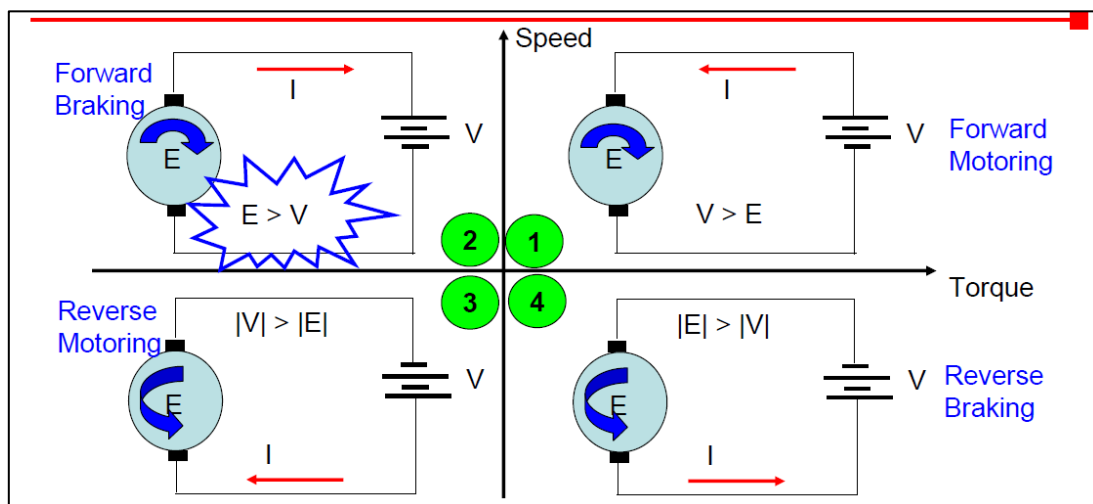 Speed
Forward
Braking
I
V
E
E > V
I
V
E
V > E
Forward
Motoring
2
1
3
4
Torque
Reverse
Motoring
|V| > |E|
V
E
I
|E| > |V|
V
E
I
Reverse
Braking